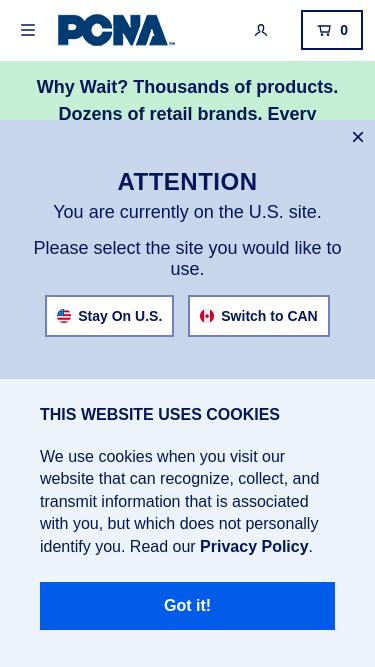 PCNA
0
Why Wait? Thousands of products.
Dozens of retail brands. Every
×
ATTENTION
You are currently on the U.S. site.
Please select the site you would like to
use.
Stay On U.S.
Switch to CAN
THIS WEBSITE USES COOKIES
We use cookies when you visit our
website that can recognize, collect, and
transmit information that is associated
with you, but which does not personally
identify you. Read our Privacy Policy.
Got it!